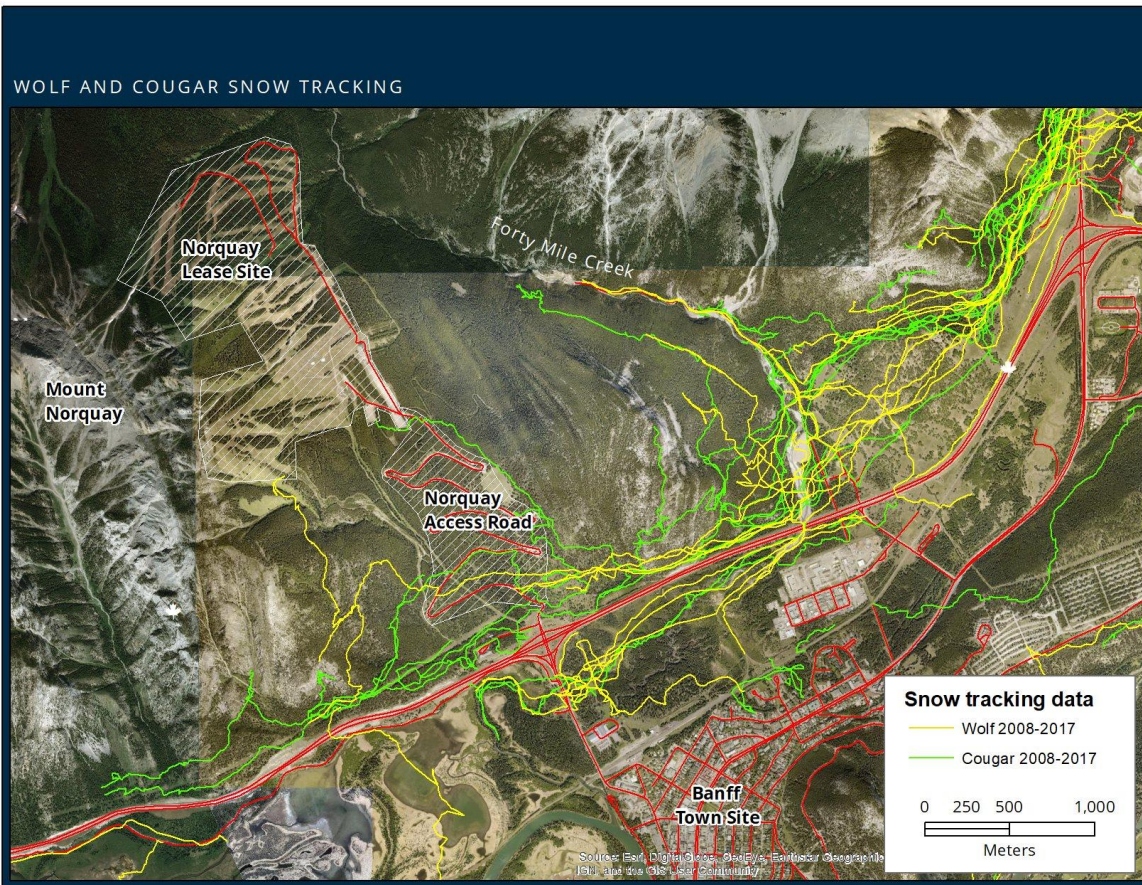 WOLF AND COUGAR SNOW TRACKING
Forty Mile Creek
Norquay
Lease Site
Mount
Norquay
Norquay
Access Road
Snow tracking data
Wolf 2008-2017
Cougar 2008-2017
0 250 500 1,000
Meters
Banff
Town Site
Source: Esri, DigitalGlobe, GeoEye, Earthstar Geographic
IGN, and the GIS User Community